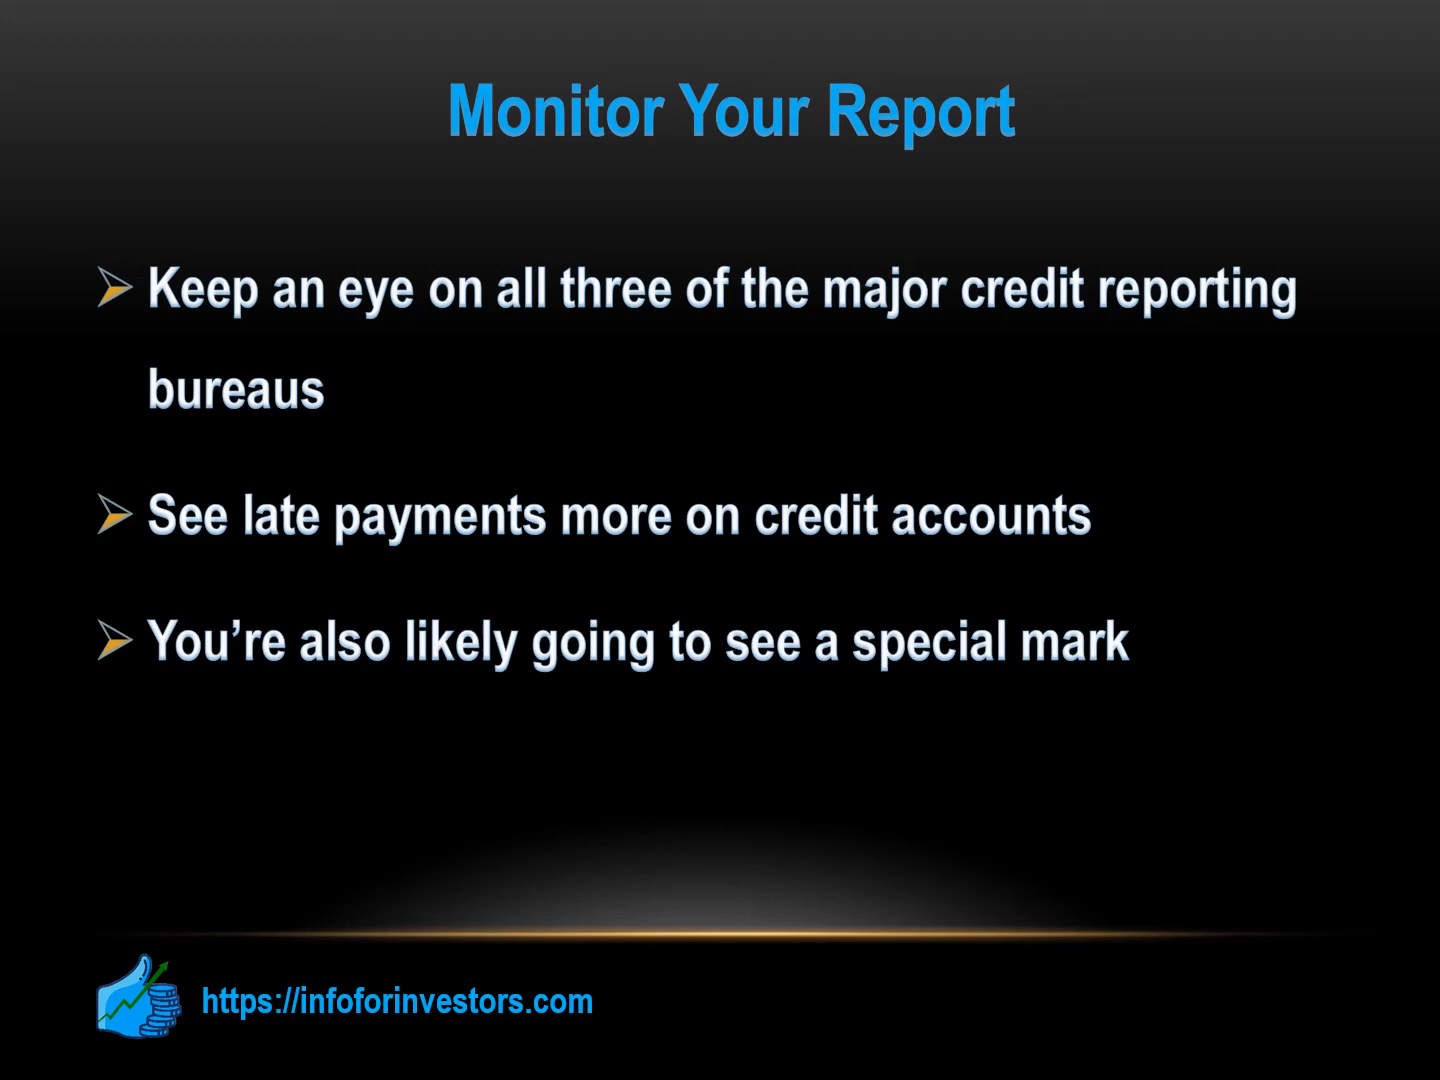 Monitor Your Report
Keep an eye on all three of the major credit reporting
bureaus
See late payments more on credit accounts
You’re also likely going to see a special mark
https://infoforinvestors.com